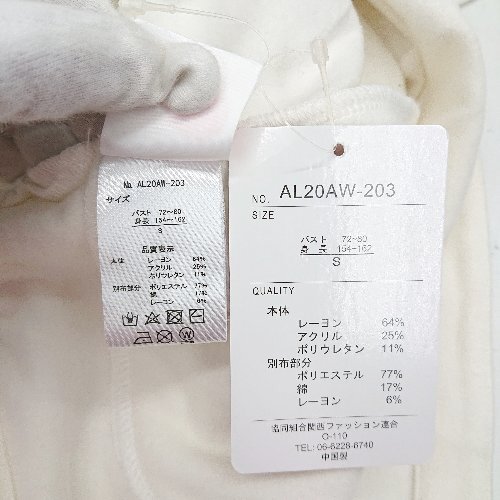 No. AL20AW-203
サイズ
バスト 72~80
身長 154~162
S
品質表示
本体 レーヨン 64%
アクリル 25%
ポリウレタン 11%
別布部分 ポリエステル 77%
綿 17%
レーヨン 6%
NO. AL20AW-203
SIZE
バスト 72~80
身長 154~162
S
QUALITY
本体
レーヨン 64%
アクリル 25%
ポリウレタン 11%
別布部分
ポリエステル 77%
綿 17%
レーヨン 6%
協同組合関西ファッション連合
O-110
TEL: 06-6228-6740
中国製